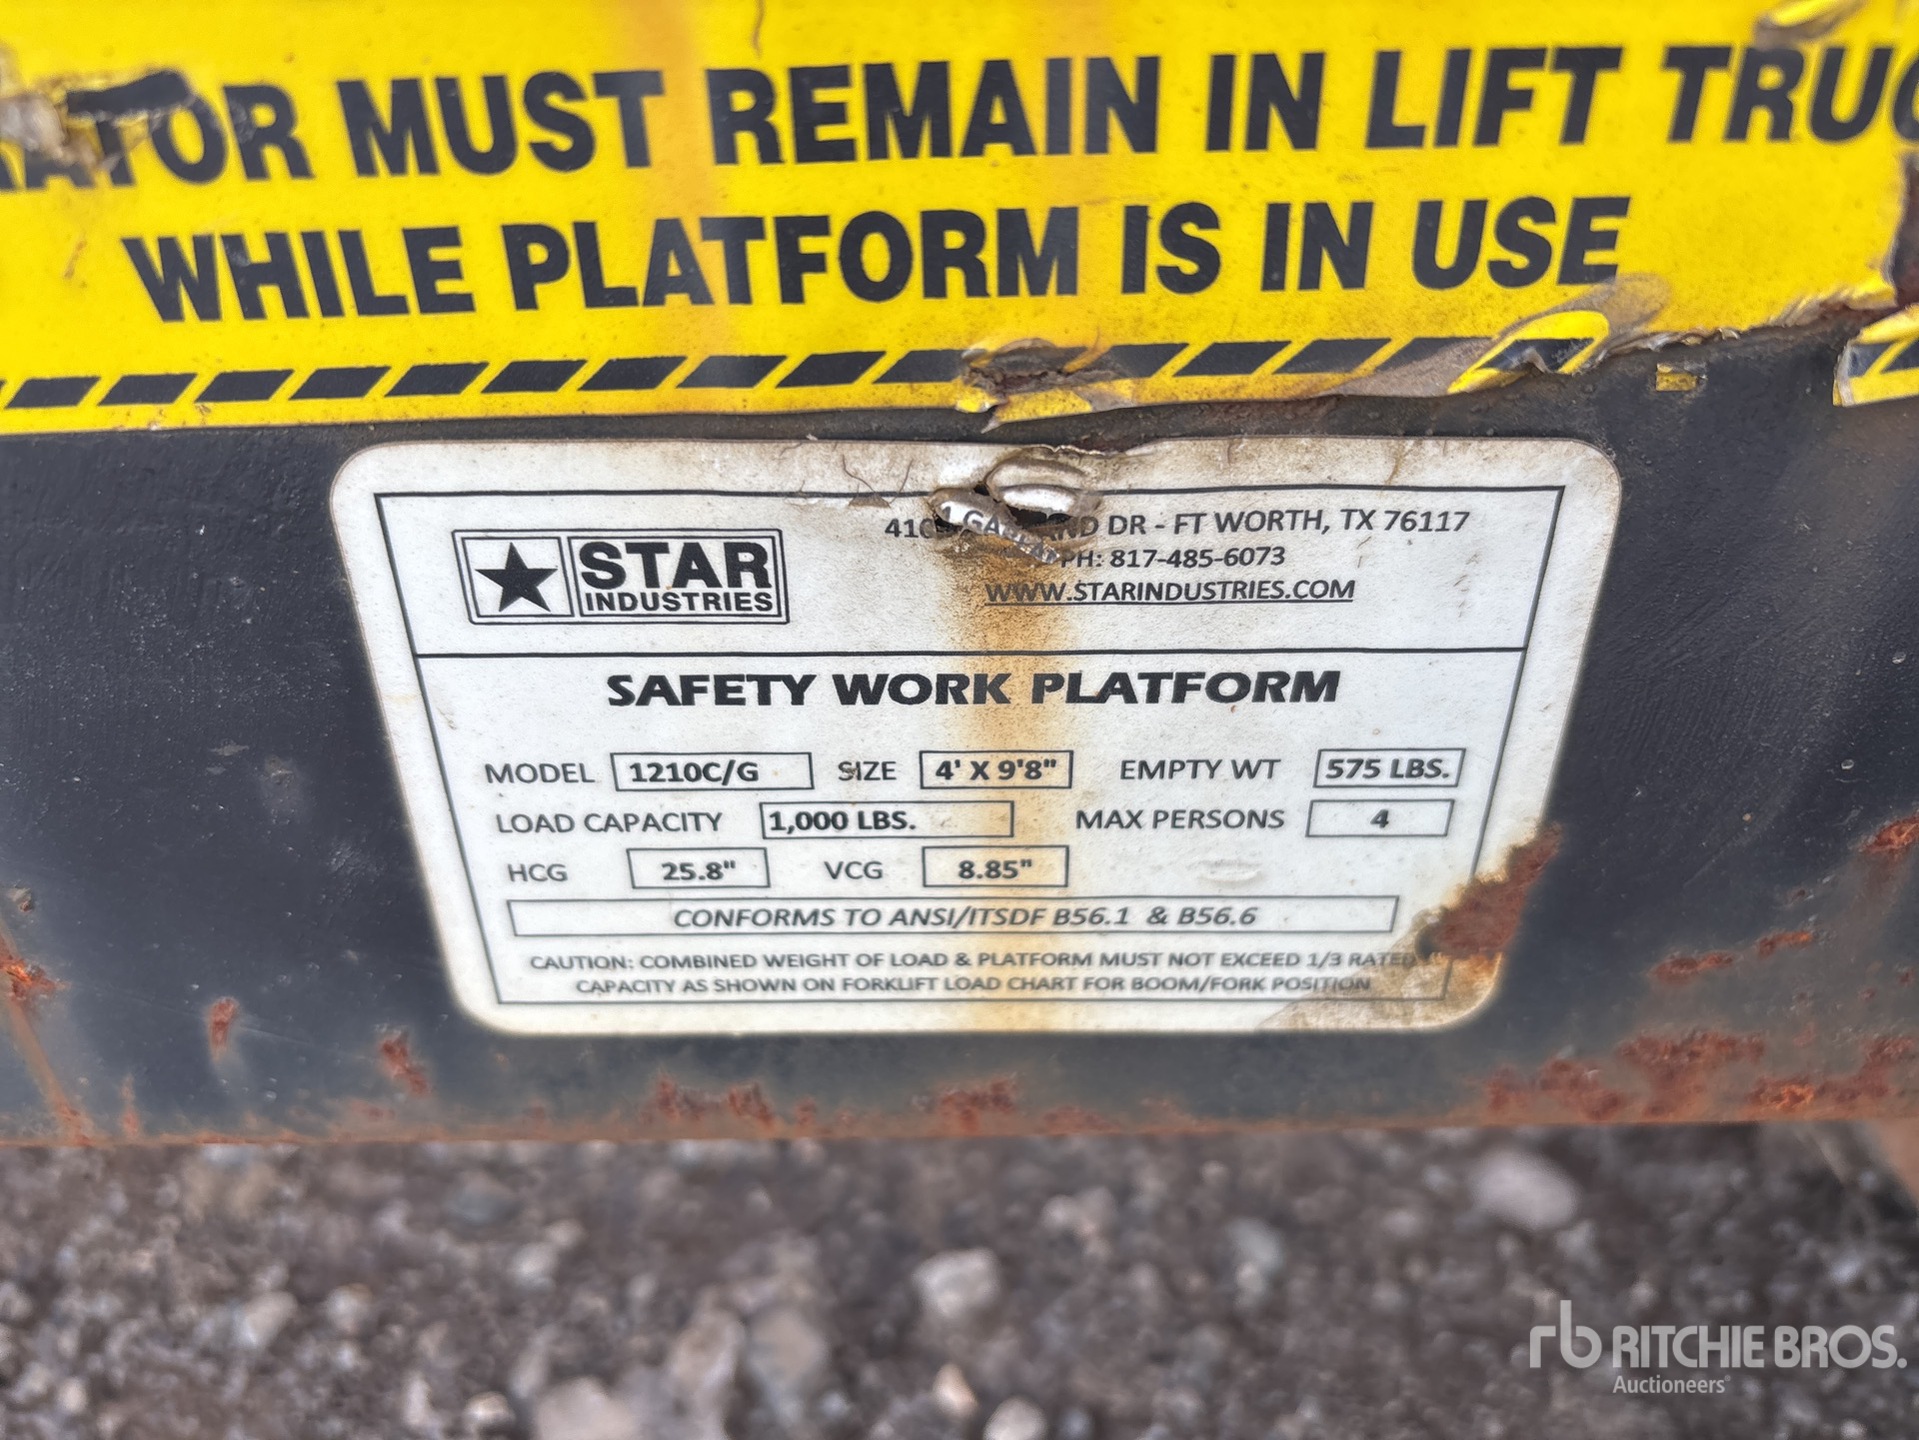 RATOR MUST REMAIN IN LIFT TRUC
WHILE PLATFORM IS IN USE
STAR
INDUSTRIES
DR - FT WORTH, TX 76117
PH: 817-485-6073
WWW.STARINDUSTRIES.COM
SAFETY WORK PLATFORM
MODEL 1210C/G SIZE 4' X 9'8" EMPTY WT 575 LBS.
LOAD CAPACITY 1,000 LBS. MAX PERSONS 4
HCG 25.8" VCG 8.85"
CONFORMS TO ANSI/ITSDF B56.1 & B56.6
CAUTION: COMBINED WEIGHT OF LOAD & PLATFORM MUST NOT EXCEED 1/3 RATED
CAPACITY AS SHOWN ON FORKLIFT LOAD CHART FOR BOOM/FORK POSITION
rb RITCHIE BROS.
Auctioneers